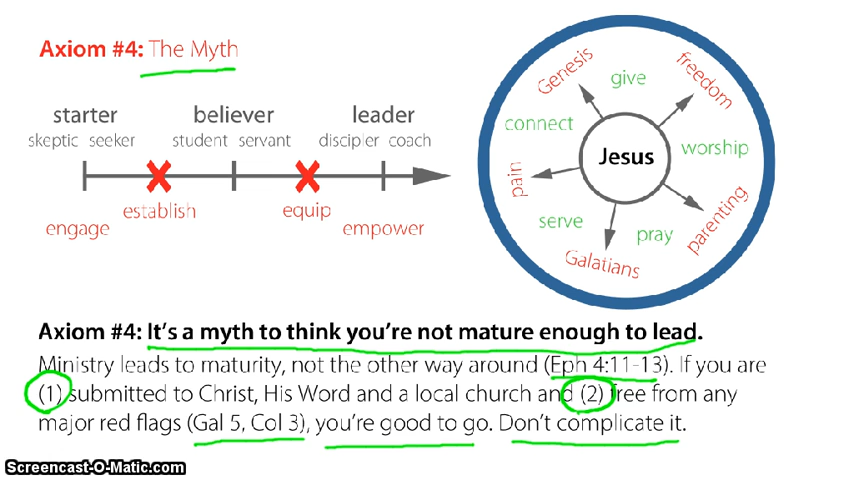 Axiom #4: The Myth
starter believer leader
skeptic seeker student servant discipler coach
establish equip
engage empower
Genesis
give
freedom
connect
Jesus
worship
pain
parenting
serve
pray
Galatians
Axiom #4: It's a myth to think you're not mature enough to lead.
Ministry leads to maturity, not the other way around (Eph 4:11-13). If you are
(1) submitted to Christ, His Word and a local church and (2) free from any
major red flags (Gal 5, Col 3), you're good to go. Don't complicate it.
Screencast-O-Matic.com